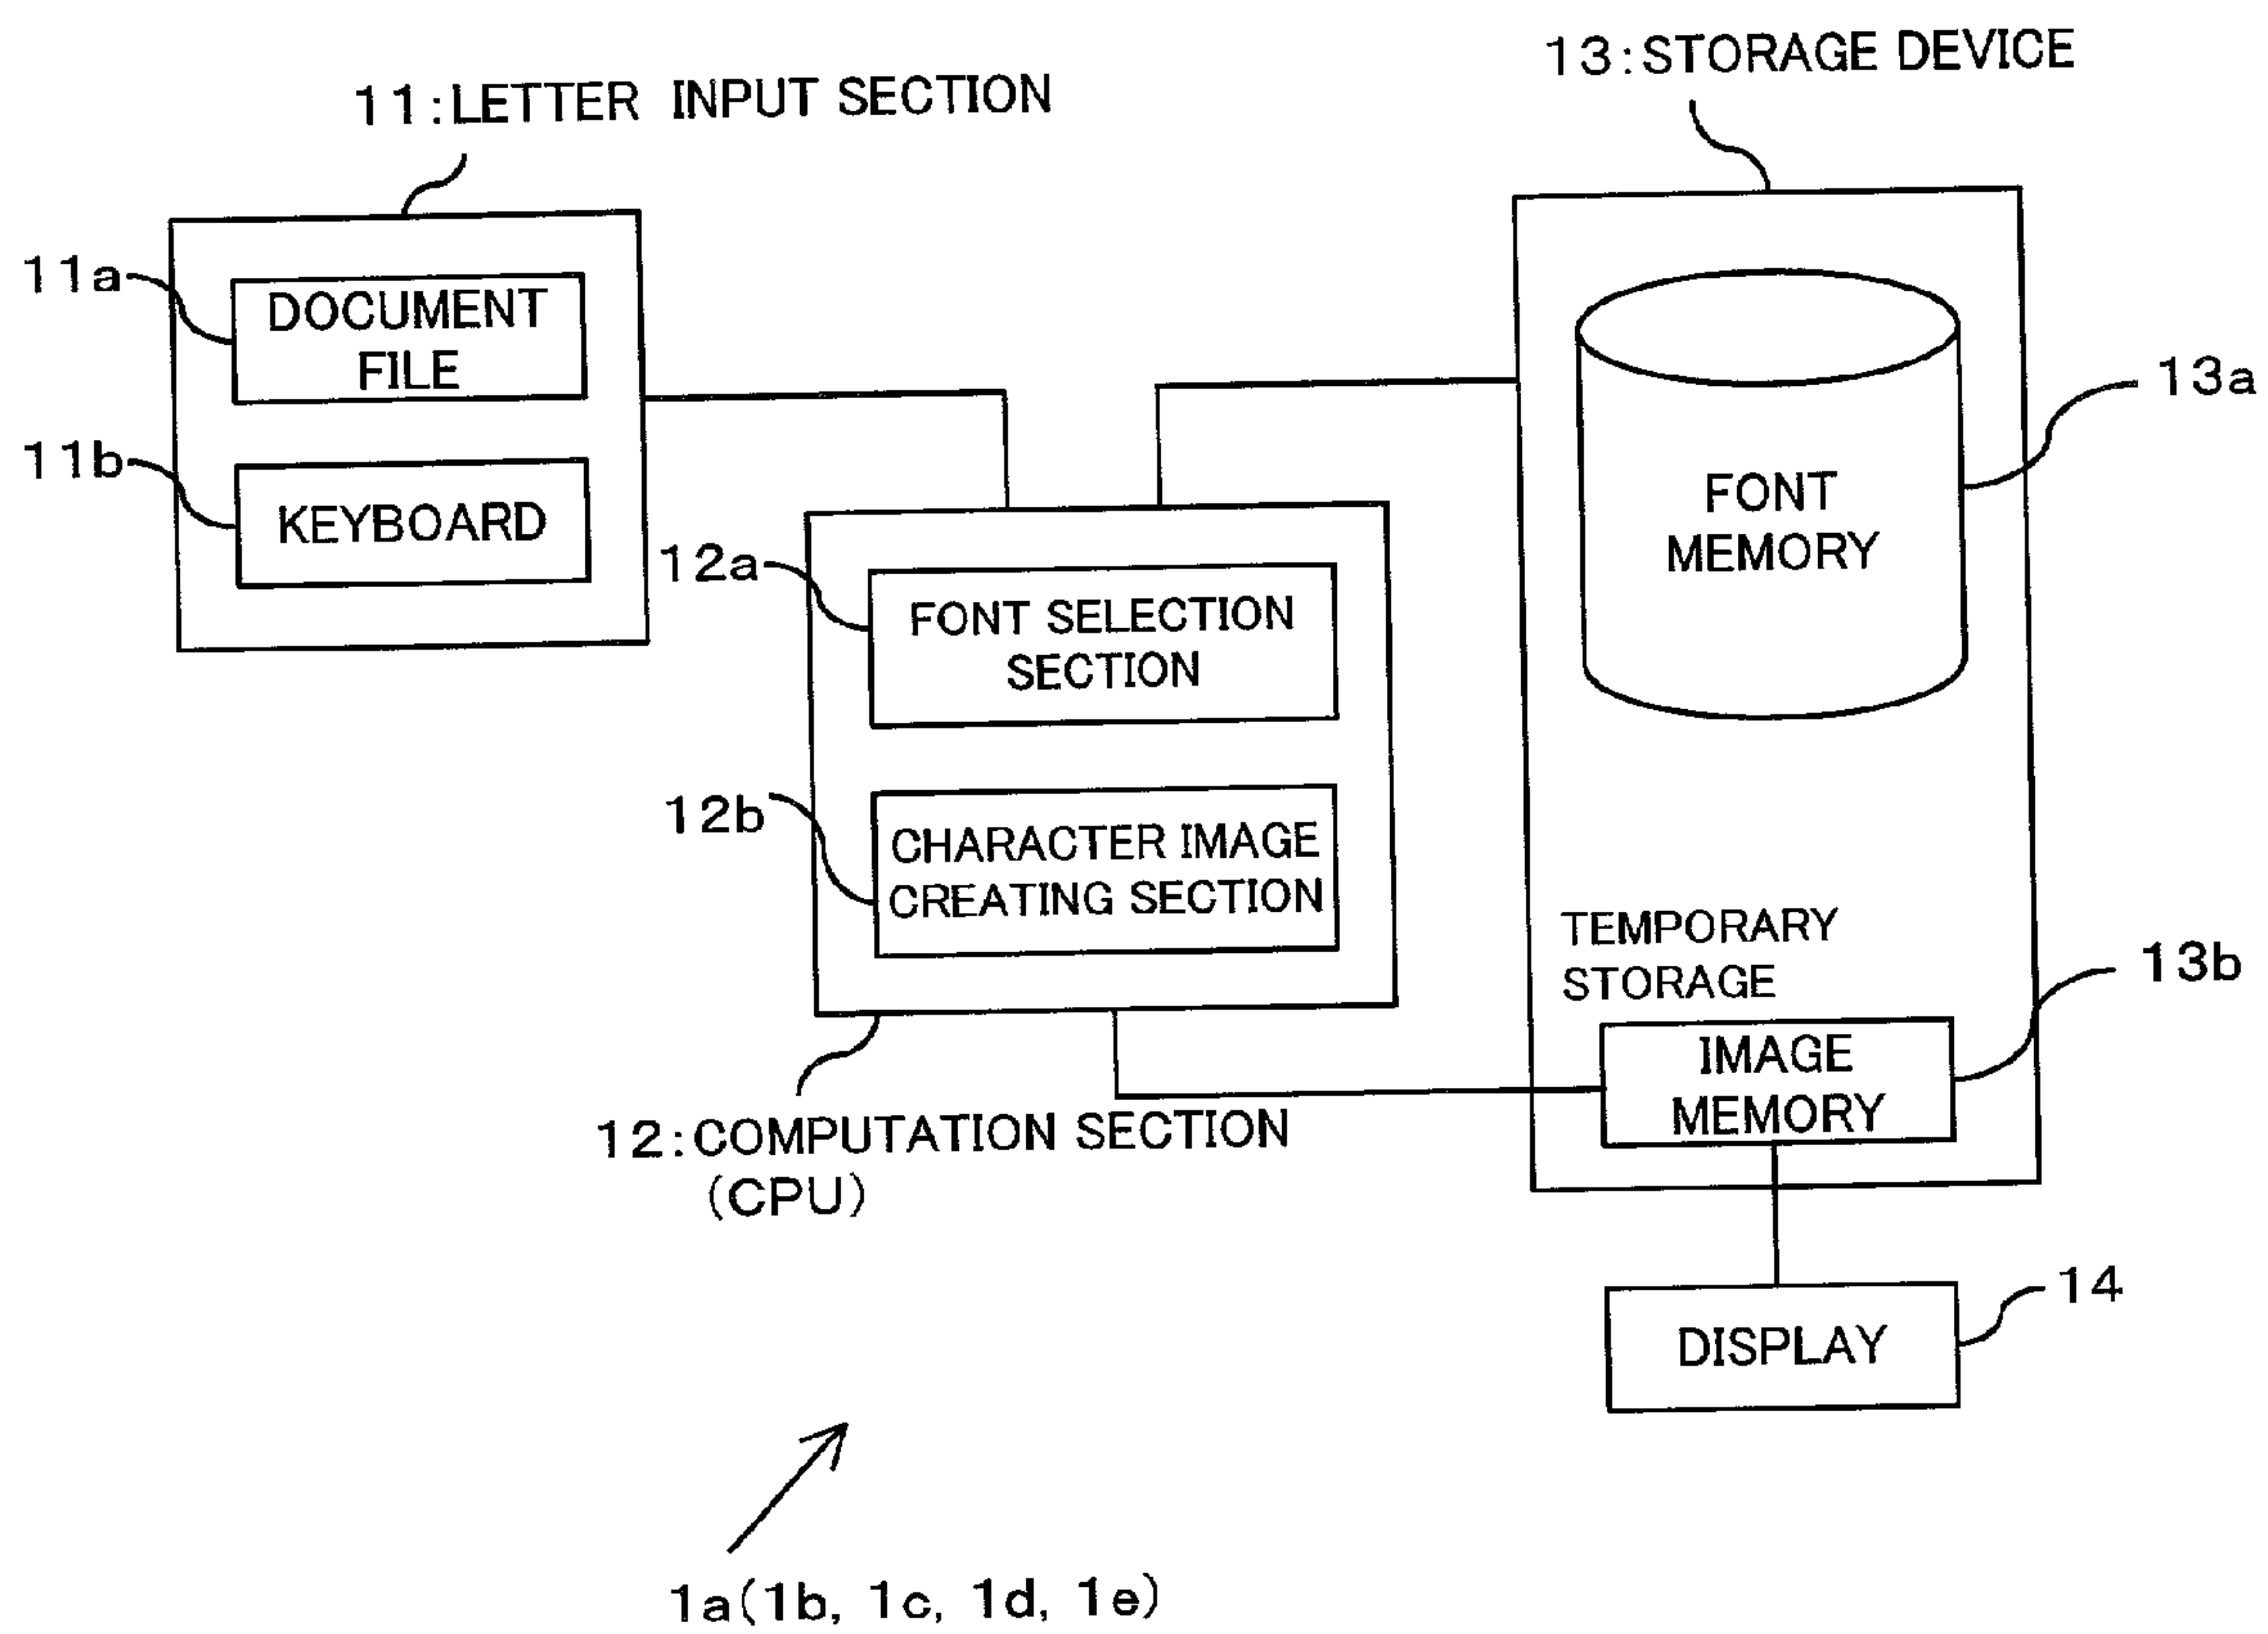 13:STORAGE DEVICE
11:LETTER INPUT SECTION
11a
DOCUMENT
FILE
11b
KEYBOARD
12a
FONT SELECTION
SECTION
12b
CHARACTER IMAGE
CREATING SECTION
12:COMPUTATION SECTION
(CPU)
13a
FONT
MEMORY
TEMPORARY
STORAGE
13b
IMAGE
MEMORY
14
DISPLAY
1a(1b, 1c, 1d, 1e)